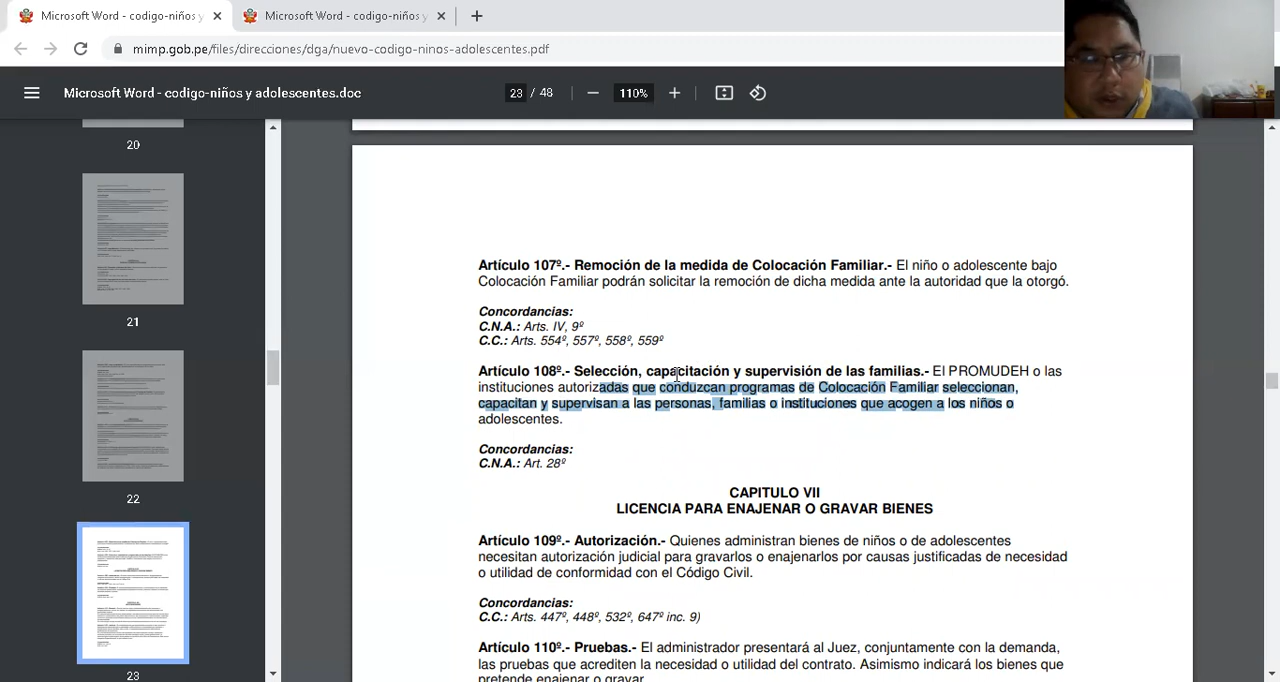 Microsoft Word - codigo-niños y
Microsoft Word - codigo-niños y
mimp.gob.pe/files/direcciones/dga/nuevo-codigo-ninos-adolescentes.pdf
Microsoft Word - codigo-niños y adolescentes.doc
23 / 48
110%
20
21
22
23
Artículo 107º.- Remoción de la medida de Colocación Familiar.- El niño o adolescente bajo
Colocación Familiar podrán solicitar la remoción de dicha medida ante la autoridad que la otorgó.
Concordancias:
C.N.A.: Arts. IV, 9º
C.C.: Arts. 554º, 557º, 558º, 559º
Artículo 108º.- Selección, capacitación y supervisión de las familias.- El PROMUDEH o las
instituciones autorizadas que conduzcan programas de Colocación Familiar seleccionan,
capacitan y supervisan a las personas, familias o instituciones que acogen a los niños o
adolescentes.
Concordancias:
C.N.A.: Art. 28º
CAPITULO VII
LICENCIA PARA ENAJENAR O GRAVAR BIENES
Artículo 109º.- Autorización.- Quienes administran bienes de niños o de adolescentes
necesitan autorización judicial para gravarlos o enajenarlos por causas justificadas de necesidad
o utilidad de conformidad con el Código Civil.
Concordancias:
C.C.: Arts. 447º, 448º, 532º, 647º inc. 9)
Artículo 110º.- Pruebas.- El administrador presentará al Juez, conjuntamente con la demanda,
las pruebas que acrediten la necesidad o utilidad del contrato. Asimismo indicará los bienes que
pretende enajenar o gravar.